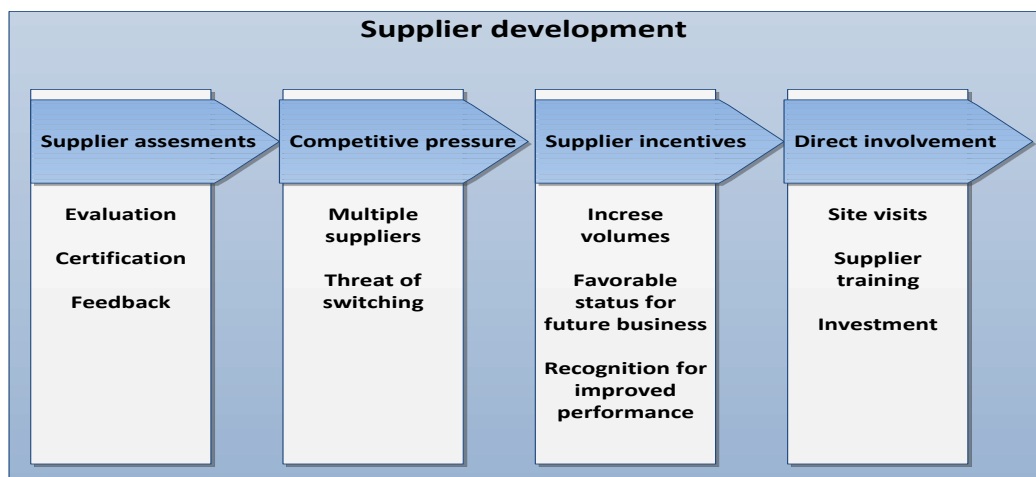 Supplier development
Supplier assesments
Evaluation
Certification
Feedback
Competitive pressure
Multiple
suppliers
Threat of
switching
Supplier incentives
Increse
volumes
Favorable
status for
future business
Recognition for
improved
performance
Direct involvement
Site visits
Supplier
training
Investment